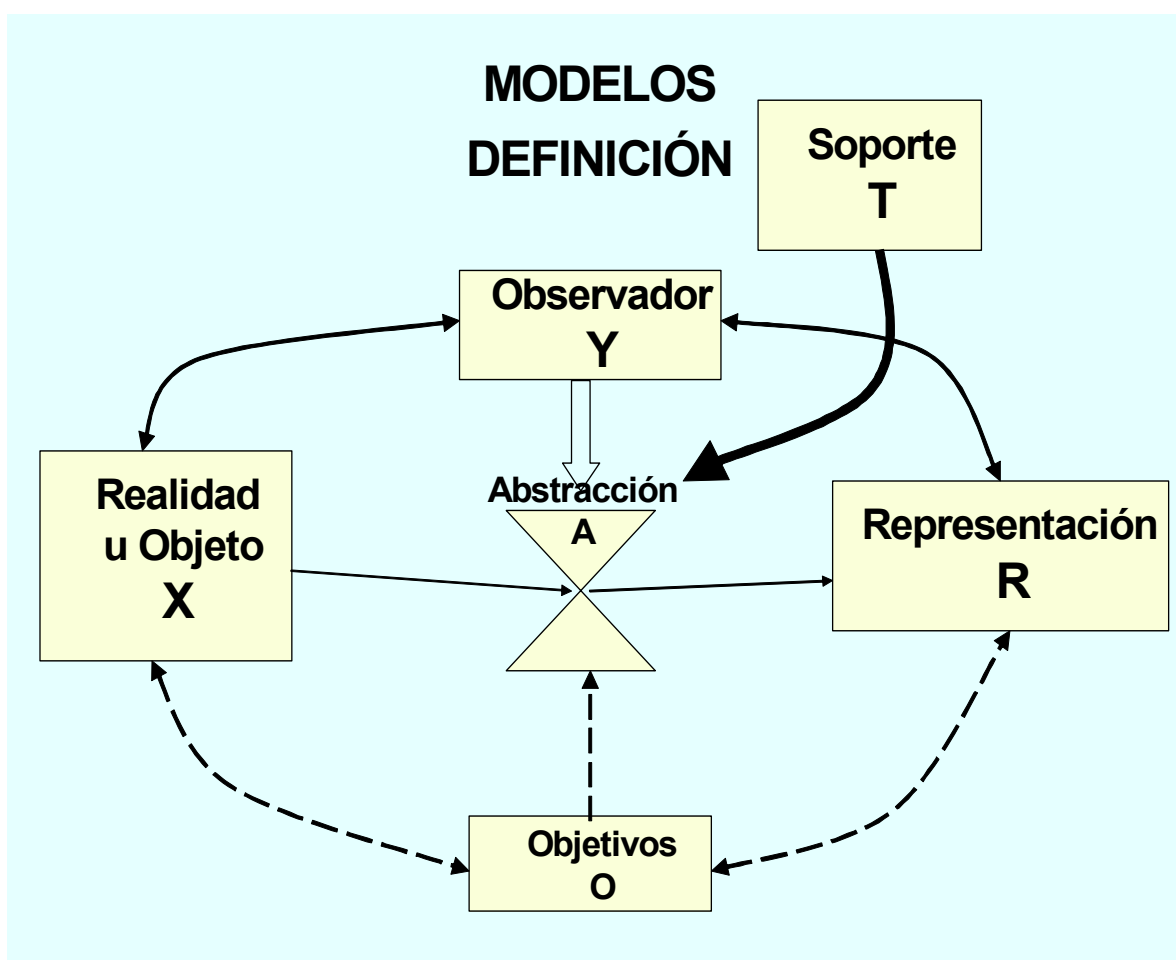 MODELOS
DEFINICIÓN
Soporte
T
Observador
Y
Abstracción
A
Realidad
u Objeto
X
Representación
R
Objetivos
O